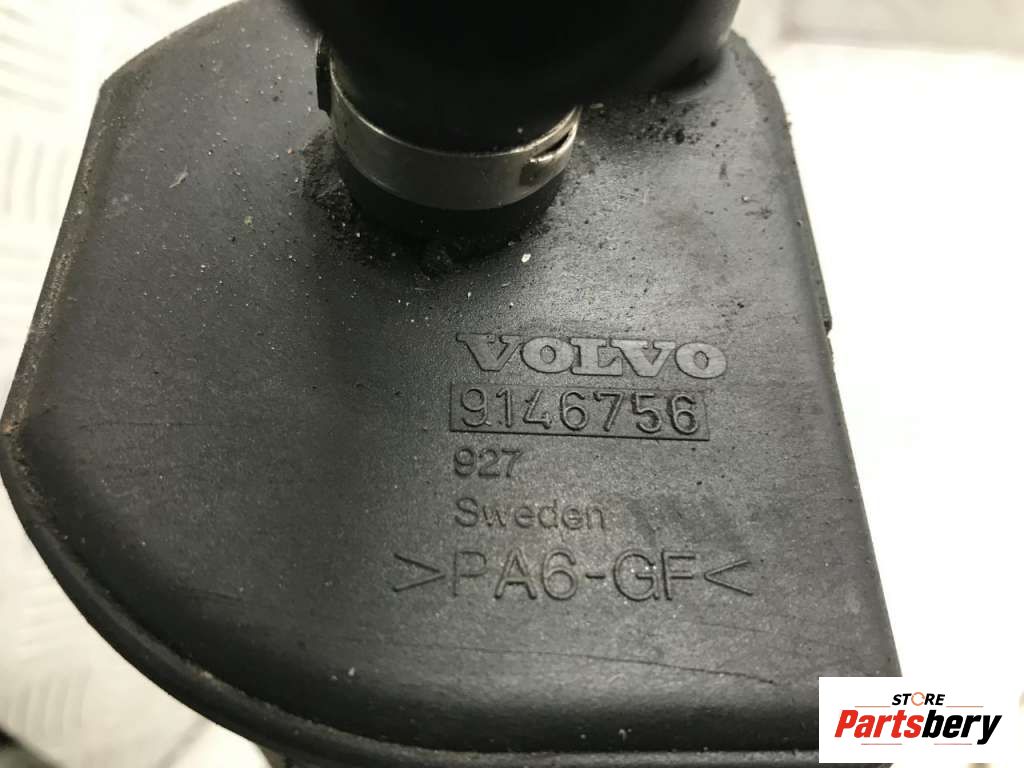 VOLVO
9146756
927
Sweden
>PA6-GF<
STORE
Partsbery